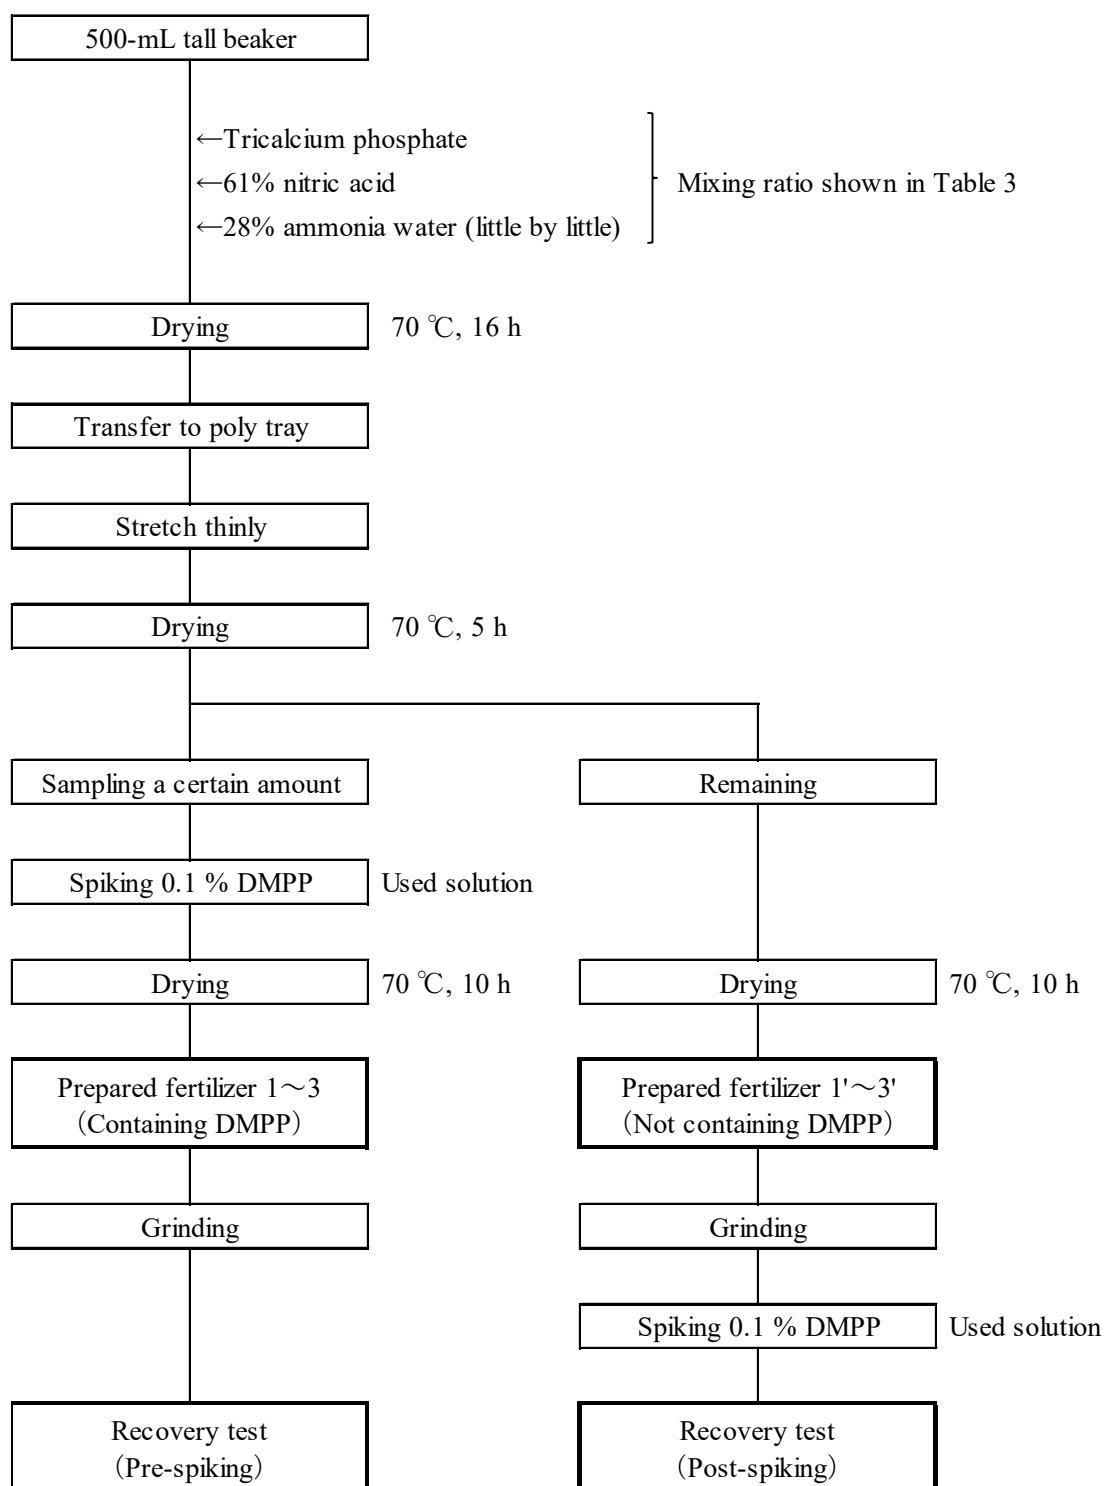 500-mL tall beaker
←Tricalcium phosphate
←61% nitric acid
Mixing ratio shown in Table 3
←28% ammonia water (little by little)
Drying
70 ℃, 16 h
Transfer to poly tray
Stretch thinly
Drying
70 ℃, 5 h
Sampling a certain amount
Remaining
Spiking 0.1 % DMPP
Used solution
Drying
70 ℃, 10 h
Drying
70 ℃, 10 h
Prepared fertilizer 1～3
（Containing DMPP）
Prepared fertilizer 1'～3'
（Not containing DMPP）
Grinding
Grinding
Spiking 0.1 % DMPP
Used solution
Recovery test
（Pre-spiking）
Recovery test
（Post-spiking）